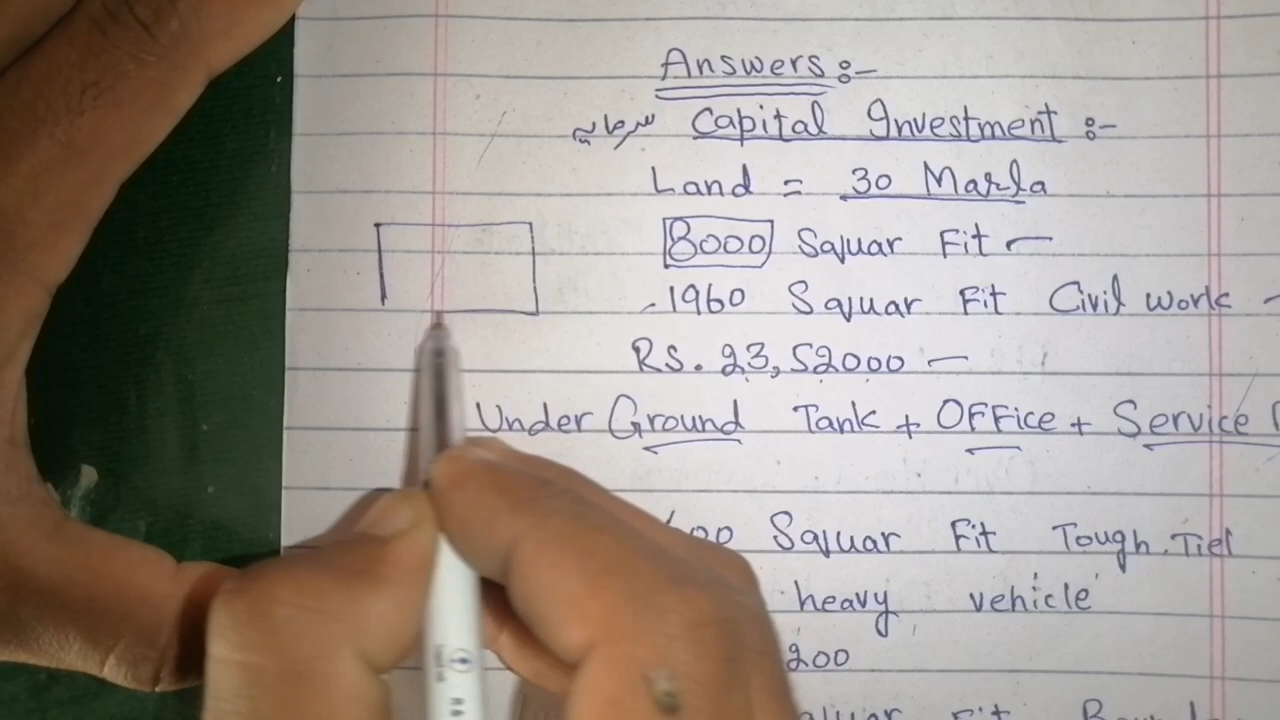 Answers:-
سرمایہ Capital Investment :-
Land = 30 Marla
8000 Squar Fit -
1960 Squar Fit Civil work -
RS. 23,52000 -
Under Ground Tank + OFFice + Service
Squar Fit Tough Tiel
heavy vehicle
200
Fit